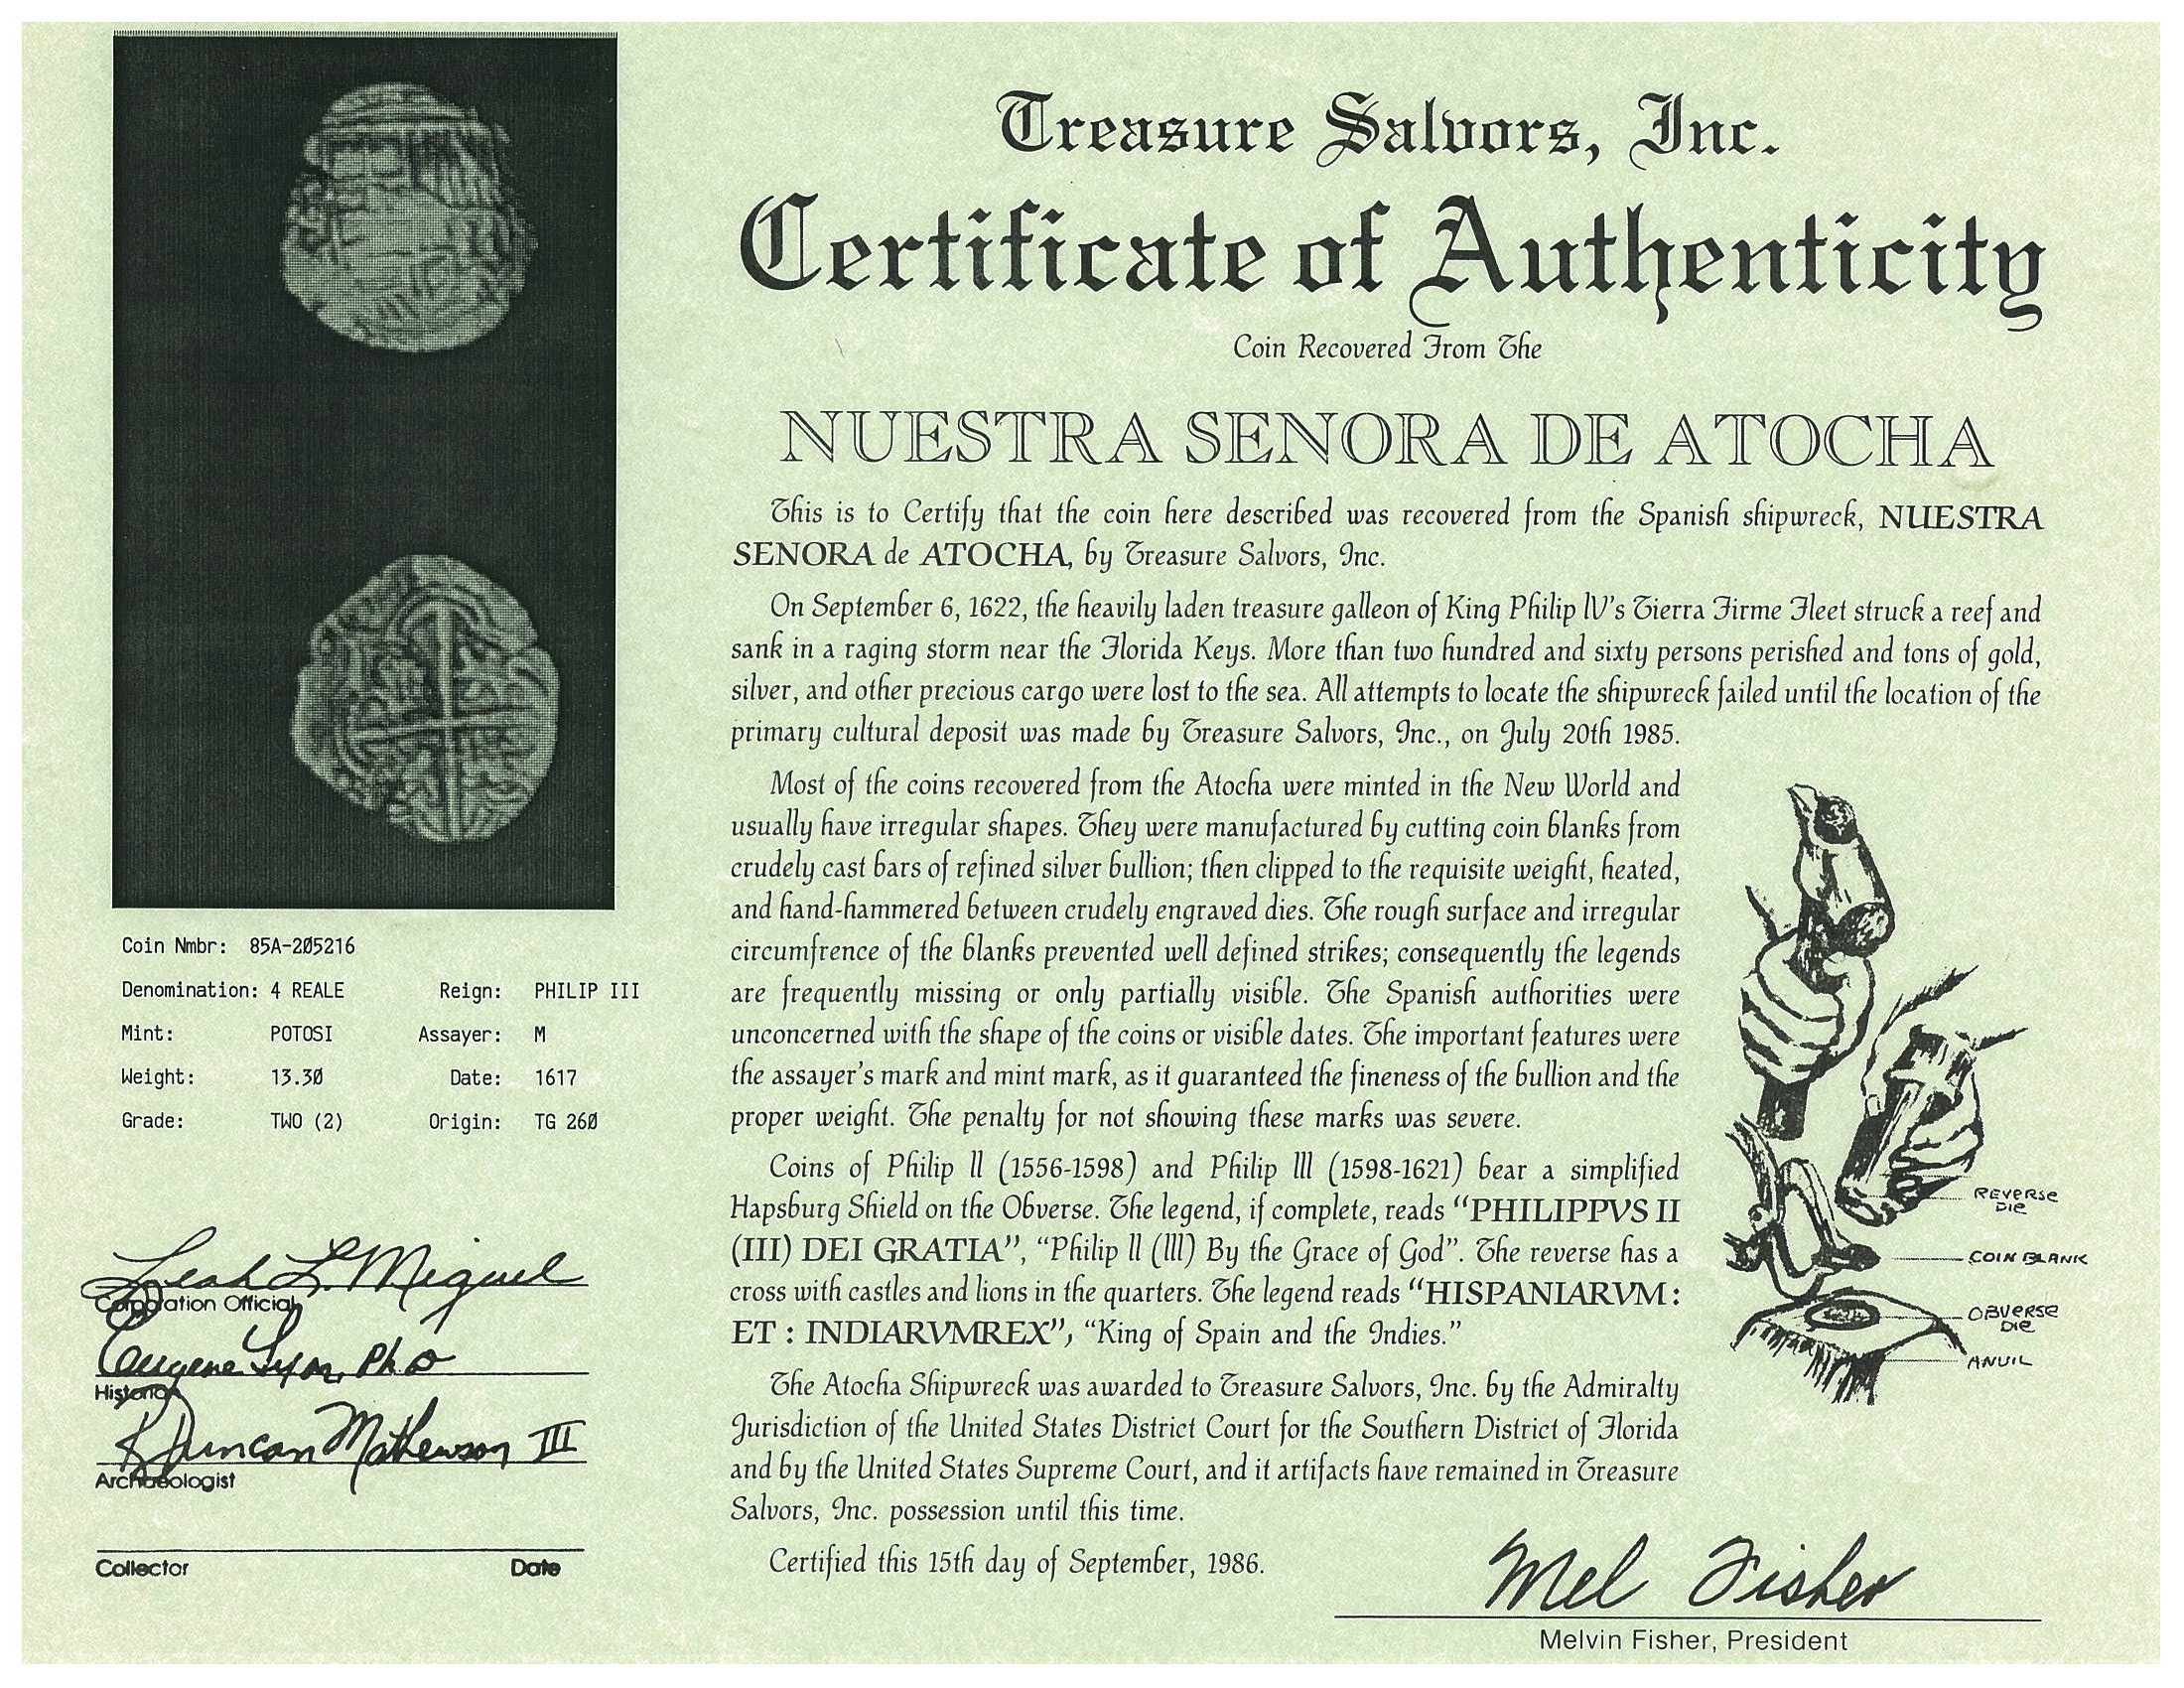 Treasure Salvors, Inc.
Certificate of Authenticity
Coin Recovered From The
NUESTRA SENORA DE ATOCHA
This is to Certify that the coin here described was recovered from the Spanish shipwreck, NUESTRA
SENORA de ATOCHA, by Treasure Salvors, Inc.
On September 6, 1622, the heavily laden treasure galleon of King Philip lV's Tierra Firme Fleet struck a reef and
sank in a raging storm near the Florida Keys. More than two hundred and sixty persons perished and tons of gold,
silver, and other precious cargo were lost to the sea. All attempts to locate the shipwreck failed until the location of the
primary cultural deposit was made by Treasure Salvors, Inc., on July 20th 1985.
Most of the coins recovered from the Atocha were minted in the New World and
usually have irregular shapes. They were manufactured by cutting coin blanks from
crudely cast bars of refined silver bullion; then clipped to the requisite weight, heated,
and hand-hammered between crudely engraved dies. The rough surface and irregular
circumfrence of the blanks prevented well defined strikes; consequently the legends
are frequently missing or only partially visible. The Spanish authorities were
unconcerned with the shape of the coins or visible dates. The important features were
the assayer's mark and mint mark, as it guaranteed the fineness of the bullion and the
proper weight. The penalty for not showing these marks was severe.
Coins of Philip ll (1556-1598) and Philip lll (1598-1621) bear a simplified
Hapsburg Shield on the Obverse. The legend, if complete, reads "PHILIPPVS II
(III) DEI GRATIA", "Philip ll (lll) By the Grace of God". The reverse has a
cross with castles and lions in the quarters. The legend reads "HISPANIARVM :
ET : INDIARVMREX", "King of Spain and the Indies."
The Atocha Shipwreck was awarded to Treasure Salvors, Inc. by the Admiralty
Jurisdiction of the United States District Court for the Southern District of Florida
and by the United States Supreme Court, and it artifacts have remained in Treasure
Salvors, Inc. possession until this time.
Certified this 15th day of September, 1986.
Mel Fisher
Melvin Fisher, President
REVERSE
DIE
COIN BLANK
OBVERSE
DIE
ANVIL
Coin Nmbr: 85A-205216
Denomination: 4 REALE Reign: PHILIP III
Mint: POTOSI Assayer: M
Weight: 13.30 Date: 1617
Grade: TWO (2) Origin: TG 260
Leah L. Miguel
Corporation Official
Eugene Lyon, Ph D
Historian
R Duncan Mathewson III
Archaeologist
Collector Date